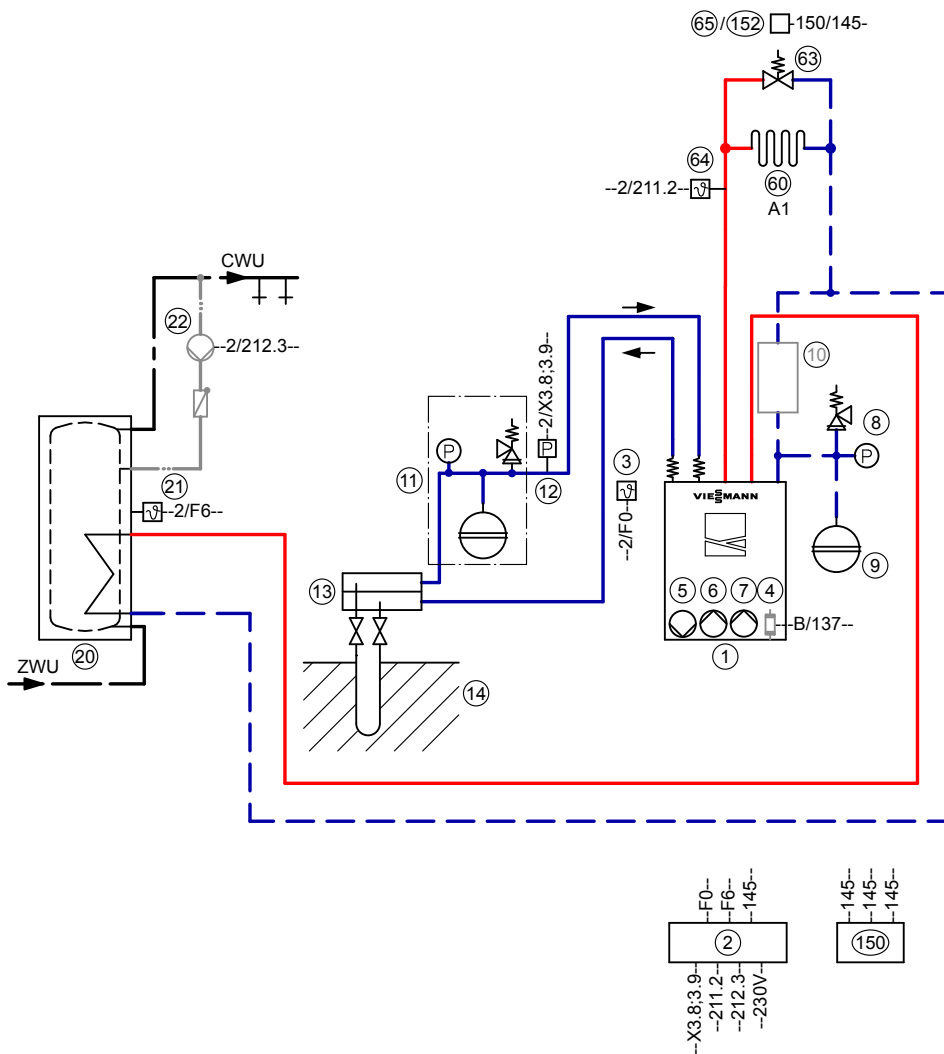 65 / 152 -150/145-
63
64
--2/211.2--
60
A1
CWU
22
--2/212.3--
--2/X3.8;3.9--
10
8
P
11
P
P
12
3
--2/F0--
VIESSMANN
P
9
21
--2/F6--
13
5 6 7 4
---B/137--
1
20
ZWU
14
--F0--
--F6--
--145--
2
--X3.8;3.9--
--211.2--
--212.3--
--230V--
--145--
--145--
--145--
150